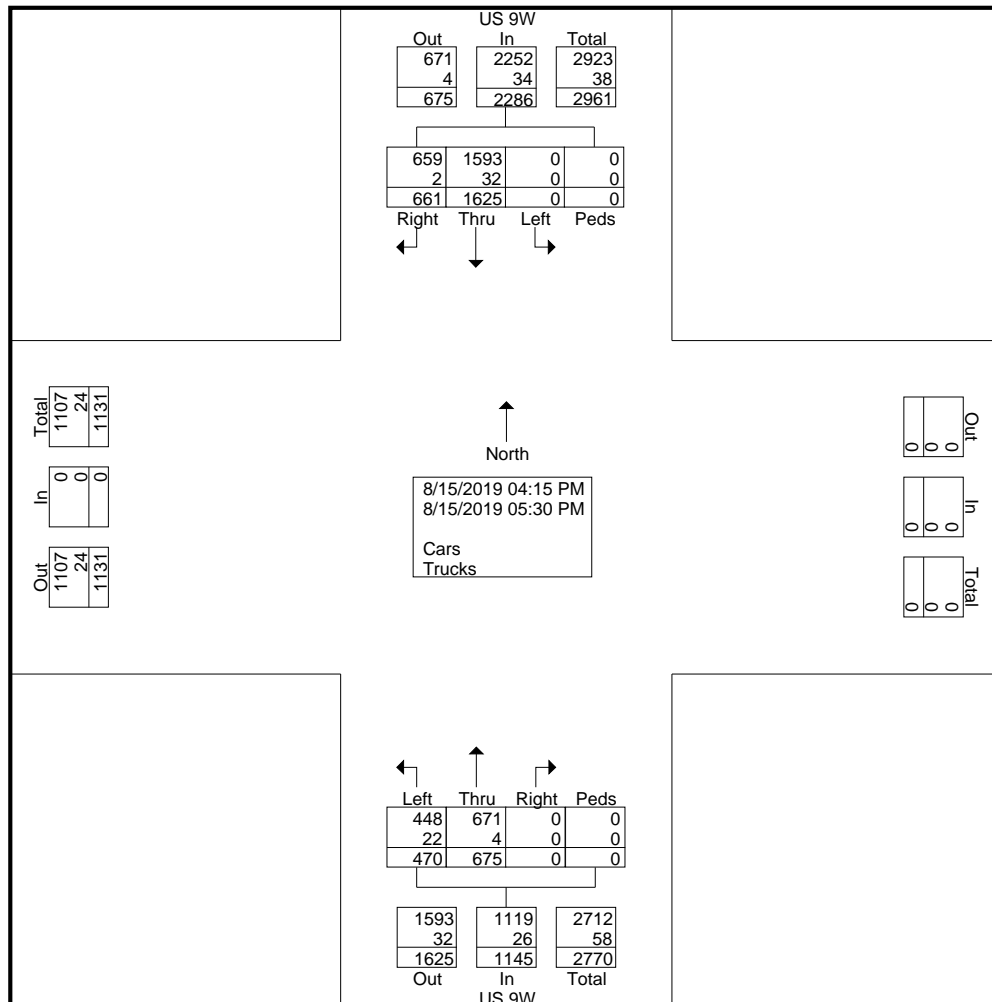 US 9W
Out In Total
671 2252 2923
4 34 38
675 2286 2961
659 1593 0 0
2 32 0 0
661 1625 0 0
Right Thru Left Peds
Total
1107
24
1131
In
0
0
0
Out
1107
24
1131
North
8/15/2019 04:15 PM
8/15/2019 05:30 PM
Cars
Trucks
Out
0
0
0
In
0
0
0
Total
0
0
0
Left Thru Right Peds
448 671 0 0
22 4 0 0
470 675 0 0
1593 1119 2712
32 26 58
1625 1145 2770
Out In Total
US 9W